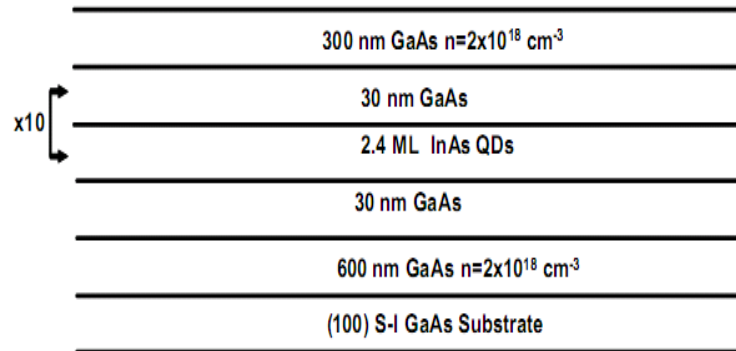 300 nm GaAs n=2x10¹⁸ cm⁻³
30 nm GaAs
x10
2.4 ML InAs QDs
30 nm GaAs
600 nm GaAs n=2x10¹⁸ cm⁻³
(100) S-I GaAs Substrate